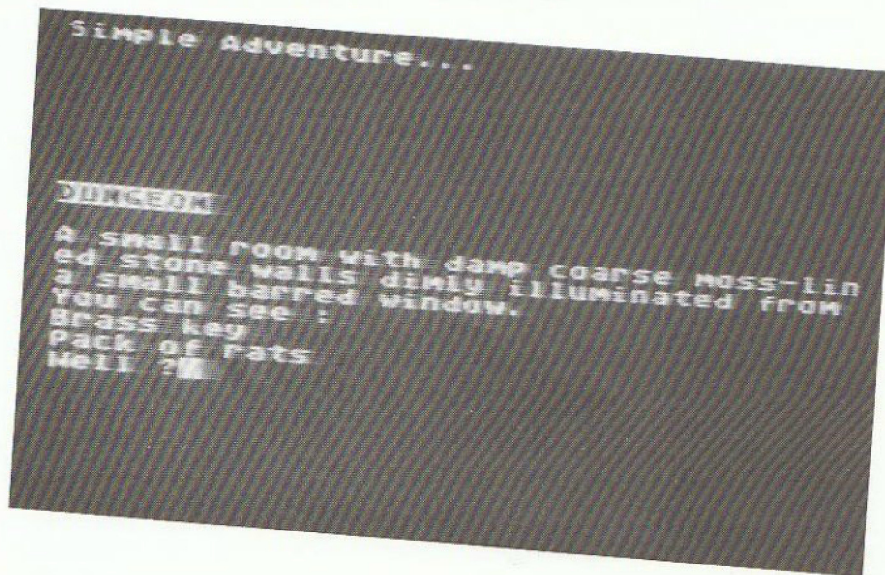 Simple Adventure...
DUNGEON
A small room with damp coarse moss-lin
ed stone walls dimly illuminated from
a small barred window.
You can see :
Brass key
Pack of rats
Well ?